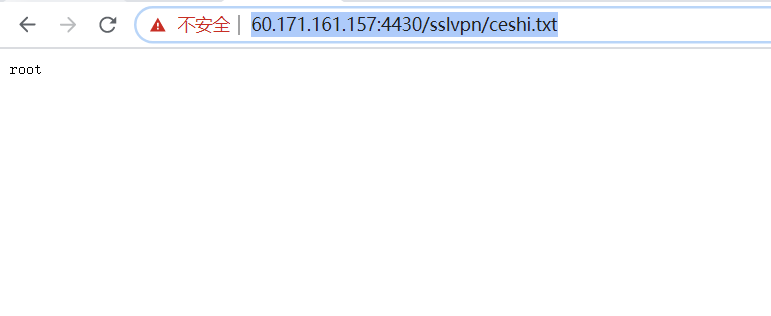 不安全 | 60.171.161.157:4430/sslvpn/ceshi.txt
root